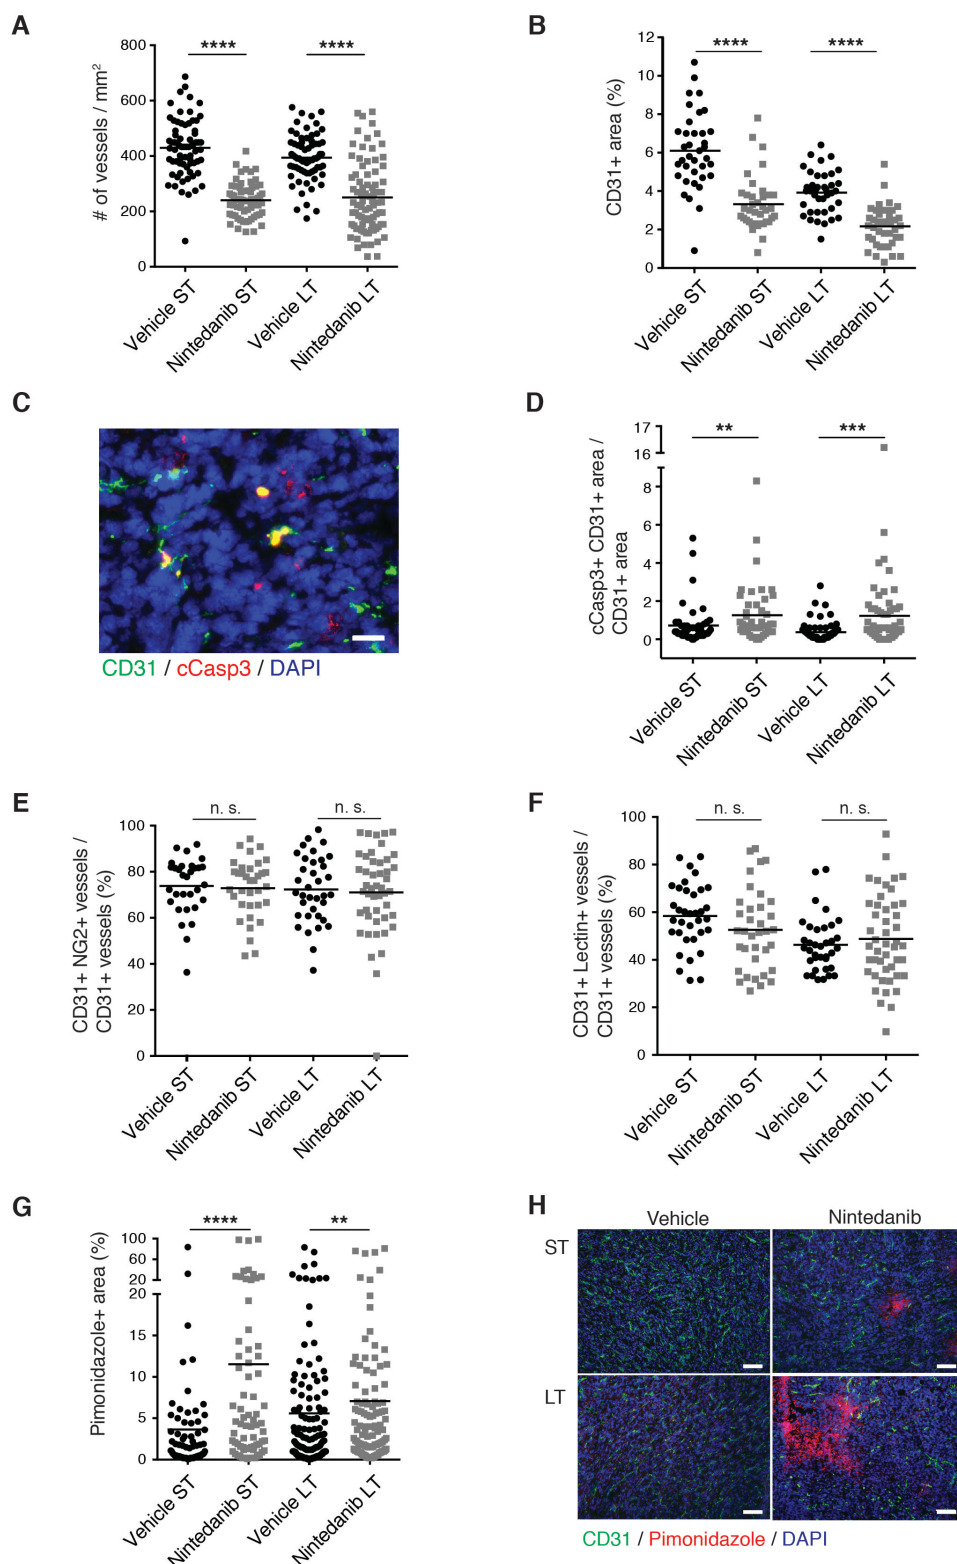 A
# of vessels / mm²
800
600
400
200
0
****
****
Vehicle ST
Nintedanib ST
Vehicle LT
Nintedanib LT
B
CD31+ area (%)
12
10
8
6
4
2
0
****
****
Vehicle ST
Nintedanib ST
Vehicle LT
Nintedanib LT
C
CD31 / cCasp3 / DAPI
D
cCasp3+ CD31+ area /
CD31+ area
17
16
8
6
4
2
0
**
***
Vehicle ST
Nintedanib ST
Vehicle LT
Nintedanib LT
E
CD31+ NG2+ vessels /
CD31+ vessels (%)
100
80
60
40
20
0
n. s.
n. s.
Vehicle ST
Nintedanib ST
Vehicle LT
Nintedanib LT
F
CD31+ Lectin+ vessels /
CD31+ vessels (%)
100
80
60
40
20
0
n. s.
n. s.
Vehicle ST
Nintedanib ST
Vehicle LT
Nintedanib LT
G
Pimonidazole+ area (%)
100
60
20
20
15
10
5
0
****
**
Vehicle ST
Nintedanib ST
Vehicle LT
Nintedanib LT
H
Vehicle
Nintedanib
ST
LT
CD31 / Pimonidazole / DAPI